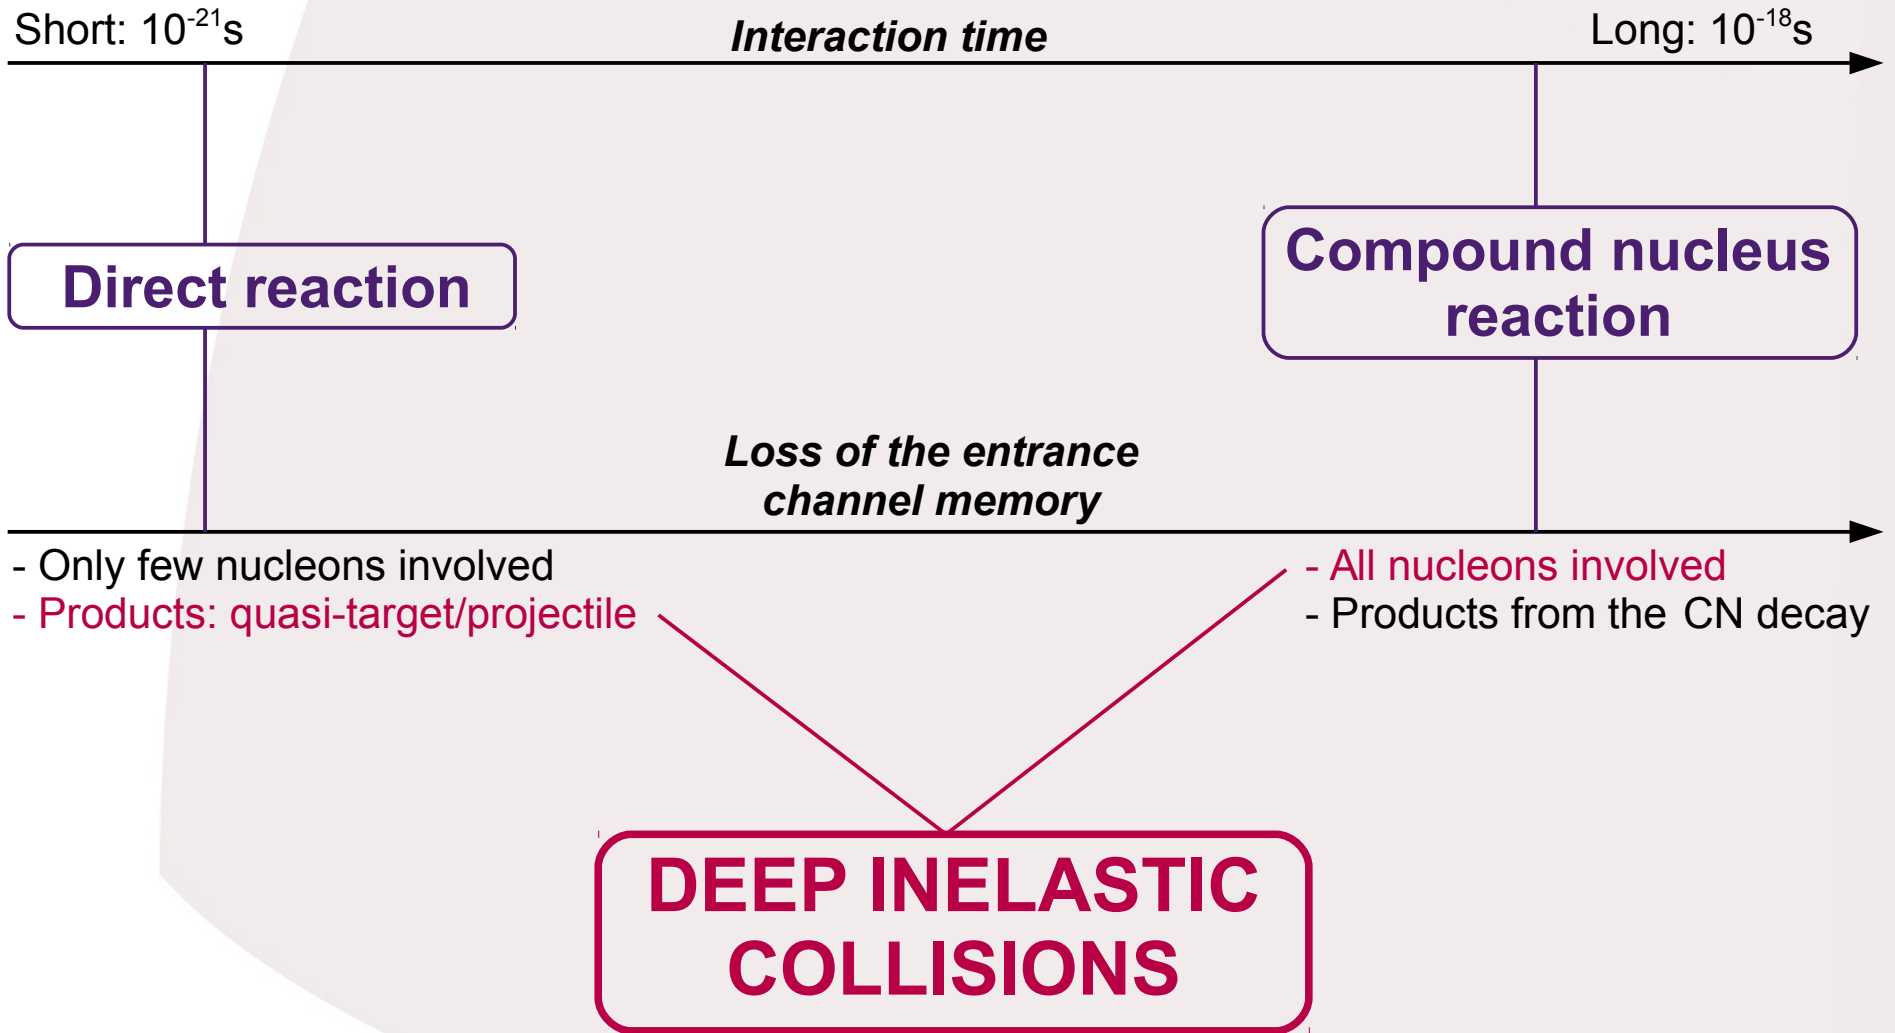 Short: 10⁻²¹s
Interaction time
Long: 10⁻¹⁸s
Direct reaction
Compound nucleus
reaction
Loss of the entrance
channel memory
- Only few nucleons involved
- Products: quasi-target/projectile
- All nucleons involved
- Products from the CN decay
DEEP INELASTIC
COLLISIONS